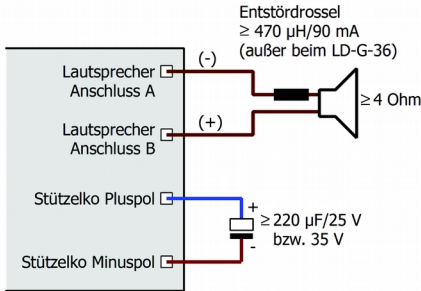 Entstördrossel
≥ 470 µH/90 mA
(außer beim LD-G-36)
(-)
Lautsprecher
Anschluss A
≥ 4 Ohm
(+)
Lautsprecher
Anschluss B
Stützelko Pluspol
+
≥ 220 µF/25 V
bzw. 35 V
-
Stützelko Minuspol